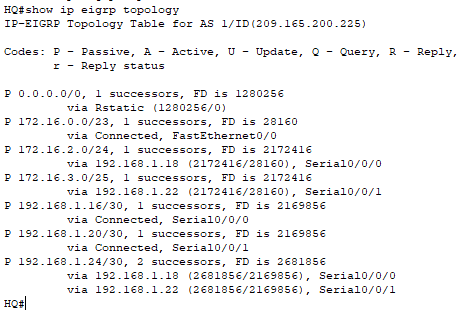 HQ#show ip eigrp topology
IP-EIGRP Topology Table for AS 1/ID(209.165.200.225)
Codes: P - Passive, A - Active, U - Update, Q - Query, R - Reply,
r - Reply status
P 0.0.0.0/0, 1 successors, FD is 1280256
via Rstatic (1280256/0)
P 172.16.0.0/23, 1 successors, FD is 28160
via Connected, FastEthernet0/0
P 172.16.2.0/24, 1 successors, FD is 2172416
via 192.168.1.18 (2172416/28160), Serial0/0/0
P 172.16.3.0/25, 1 successors, FD is 2172416
via 192.168.1.22 (2172416/28160), Serial0/0/1
P 192.168.1.16/30, 1 successors, FD is 2169856
via Connected, Serial0/0/0
P 192.168.1.20/30, 1 successors, FD is 2169856
via Connected, Serial0/0/1
P 192.168.1.24/30, 2 successors, FD is 2681856
via 192.168.1.18 (2681856/2169856), Serial0/0/0
via 192.168.1.22 (2681856/2169856), Serial0/0/1
HQ#